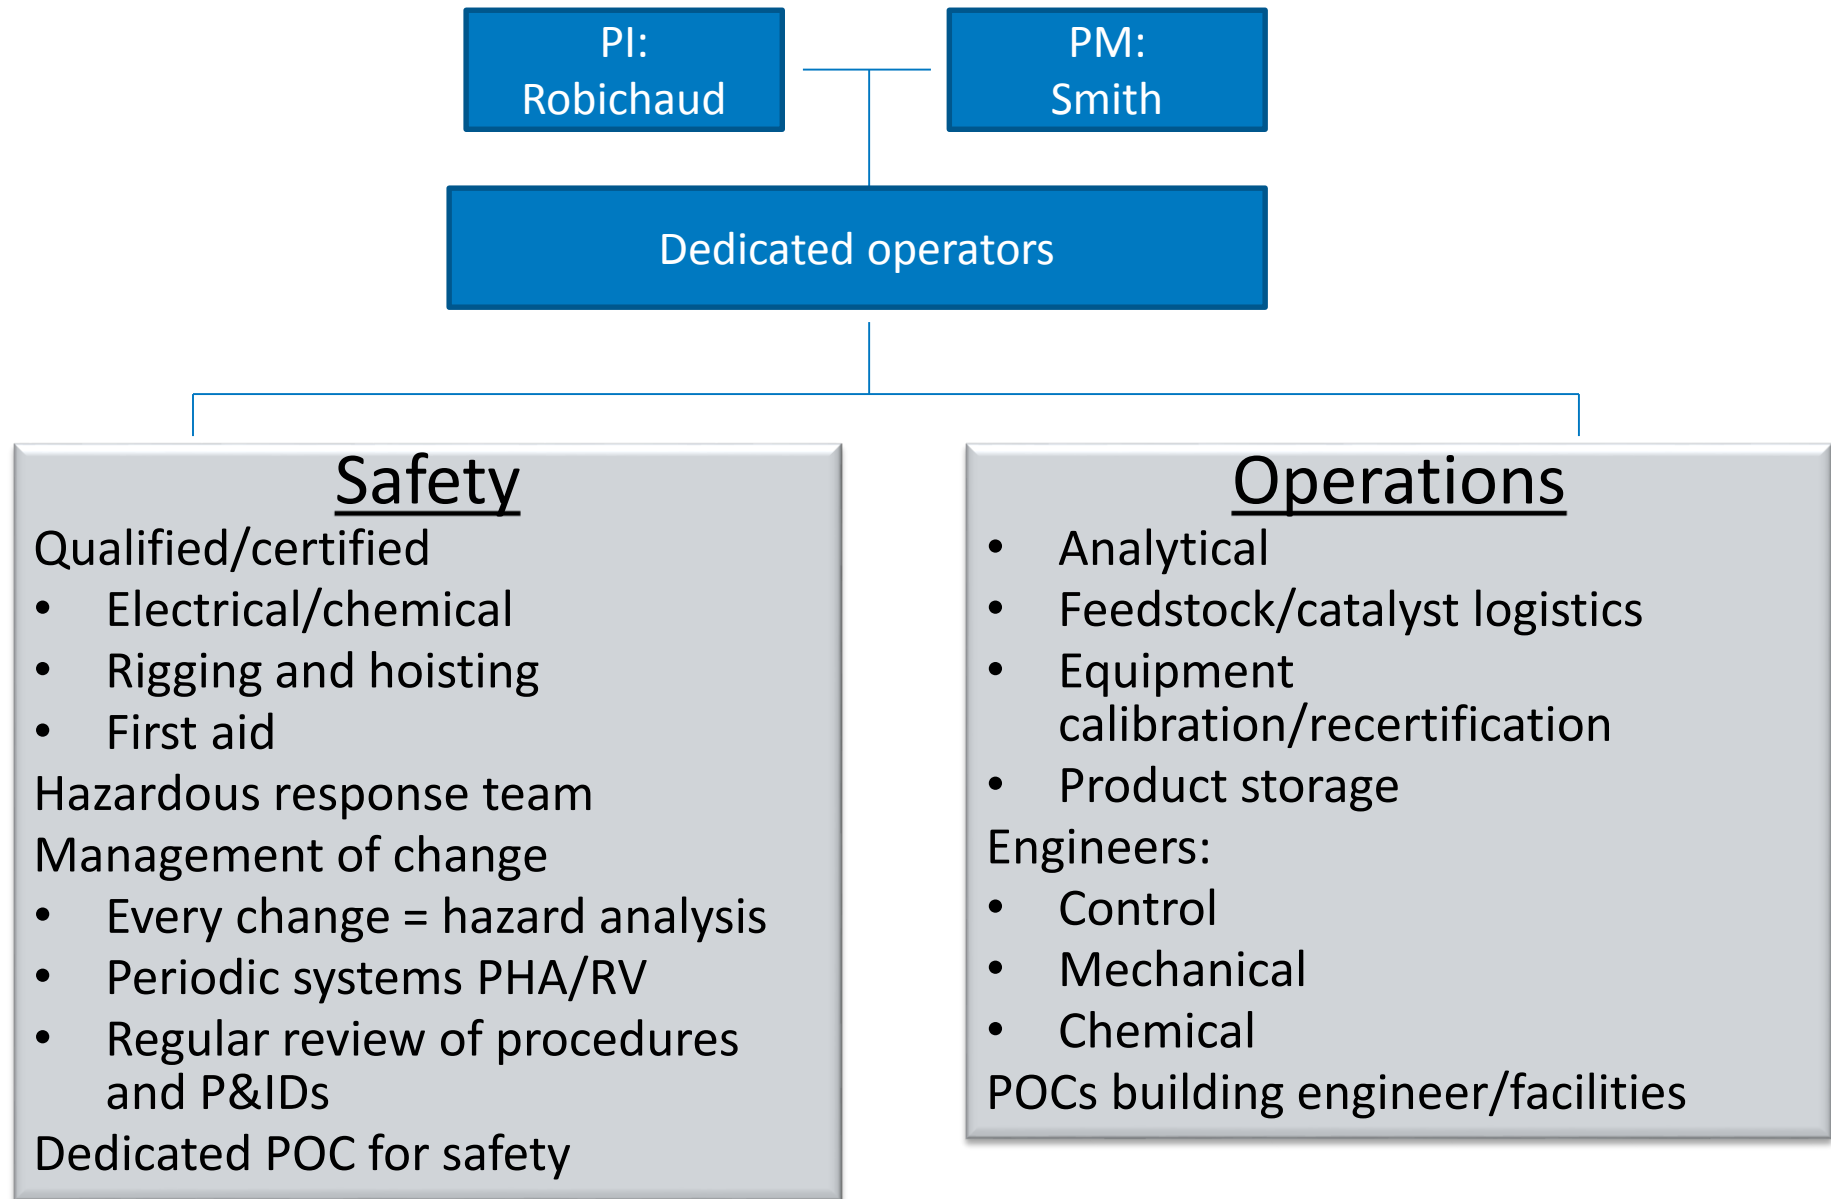 PI:
Robichaud
PM:
Smith
Dedicated operators
Safety
Qualified/certified
• Electrical/chemical
• Rigging and hoisting
• First aid
Hazardous response team
Management of change
• Every change = hazard analysis
• Periodic systems PHA/RV
• Regular review of procedures
and P&IDs
Dedicated POC for safety
Operations
• Analytical
• Feedstock/catalyst logistics
• Equipment
calibration/recertification
• Product storage
Engineers:
• Control
• Mechanical
• Chemical
POCs building engineer/facilities